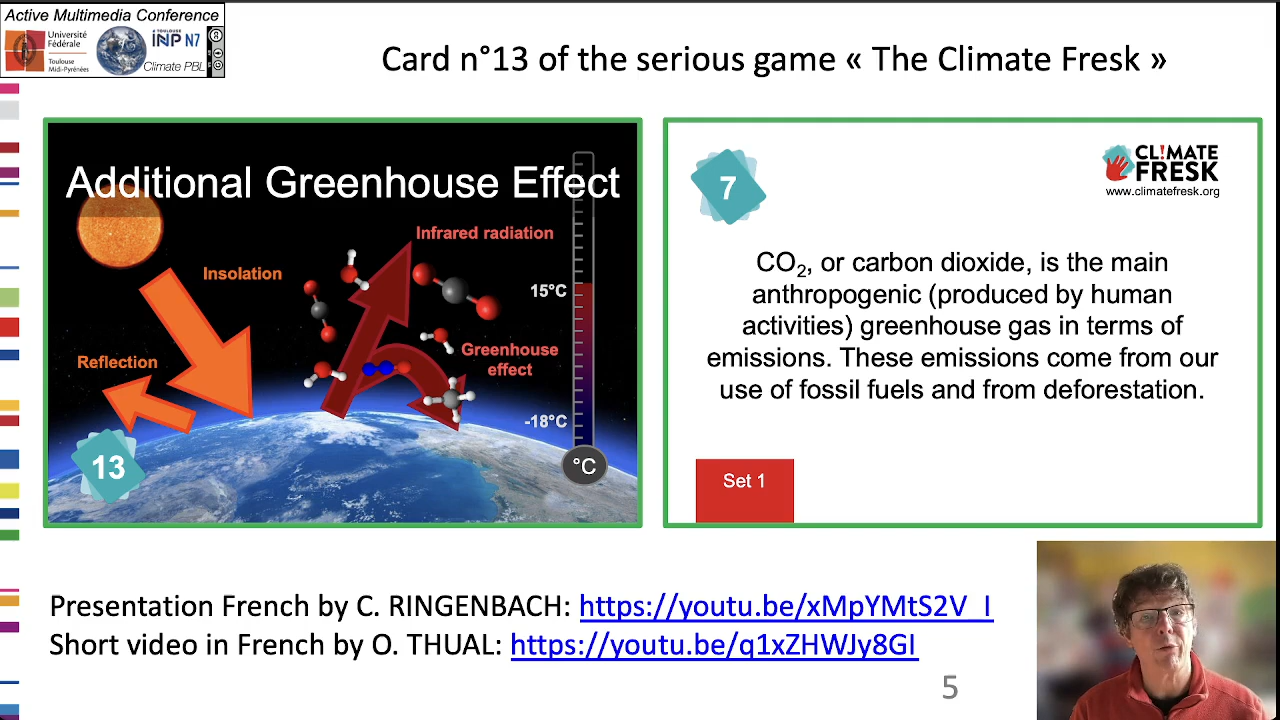 Active Multimedia Conference
Université
Fédérale
Toulouse
Midi-Pyrénées
INP N7
Climate PBL
Card n°13 of the serious game « The Climate Fresk »
Additional Greenhouse Effect
Infrared radiation
Insolation
15°C
Reflection
Greenhouse
effect
-18°C
13
°C
7
CL!MATE
FRESK
www.climatefresk.org
CO₂, or carbon dioxide, is the main
anthropogenic (produced by human
activities) greenhouse gas in terms of
emissions. These emissions come from our
use of fossil fuels and from deforestation.
Set 1
Presentation French by C. RINGENBACH: https://youtu.be/xMpYMtS2V_I
Short video in French by O. THUAL: https://youtu.be/q1xZHWJy8GI
5